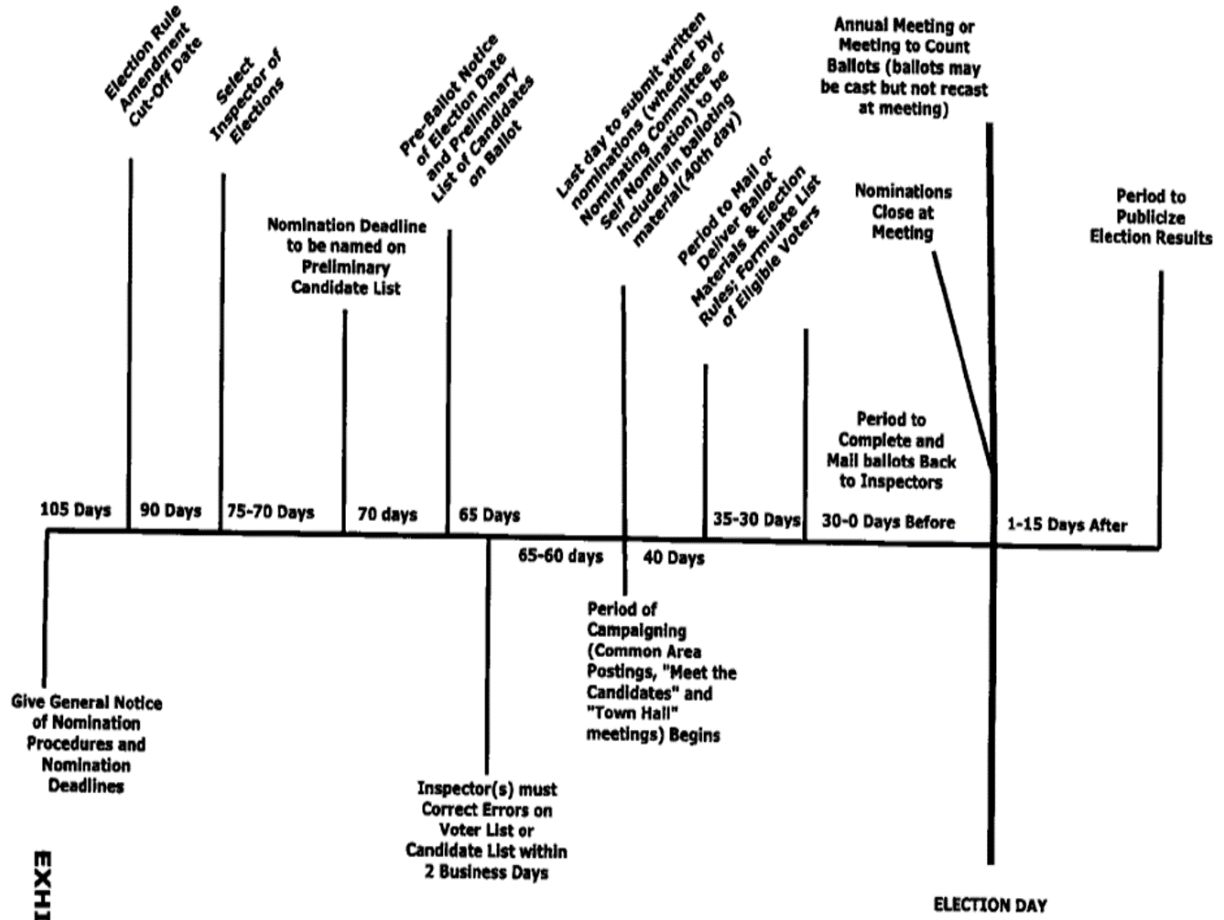 Election Rule
Amendment
Cut-Off Date
Select
Inspector of
Elections
Nomination Deadline
to be named on
Preliminary
Candidate List
Pre-Ballot Notice
of Election Date
and Preliminary
List of Candidates
on Ballot
Last day to submit written
nominations (whether by
Nominating Committee or
Self Nomination) to be
included in balloting
material(40th day)
Period to Mail or
Deliver Ballot
Materials & Election
Rules; Formulate List
of Eligible Voters
Annual Meeting or
Meeting to Count
Ballots (ballots may
be cast but not recast
at meeting)
Nominations
Close at
Meeting
Period to
Publicize
Election Results
Period to
Complete and
Mail ballots Back
to Inspectors
105 Days
90 Days
75-70 Days
70 days
65 Days
65-60 days
40 Days
35-30 Days
30-0 Days Before
1-15 Days After
Give General Notice
of Nomination
Procedures and
Nomination
Deadlines
Inspector(s) must
Correct Errors on
Voter List or
Candidate List within
2 Business Days
Period of
Campaigning
(Common Area
Postings, "Meet the
Candidates" and
"Town Hall"
meetings) Begins
ELECTION DAY